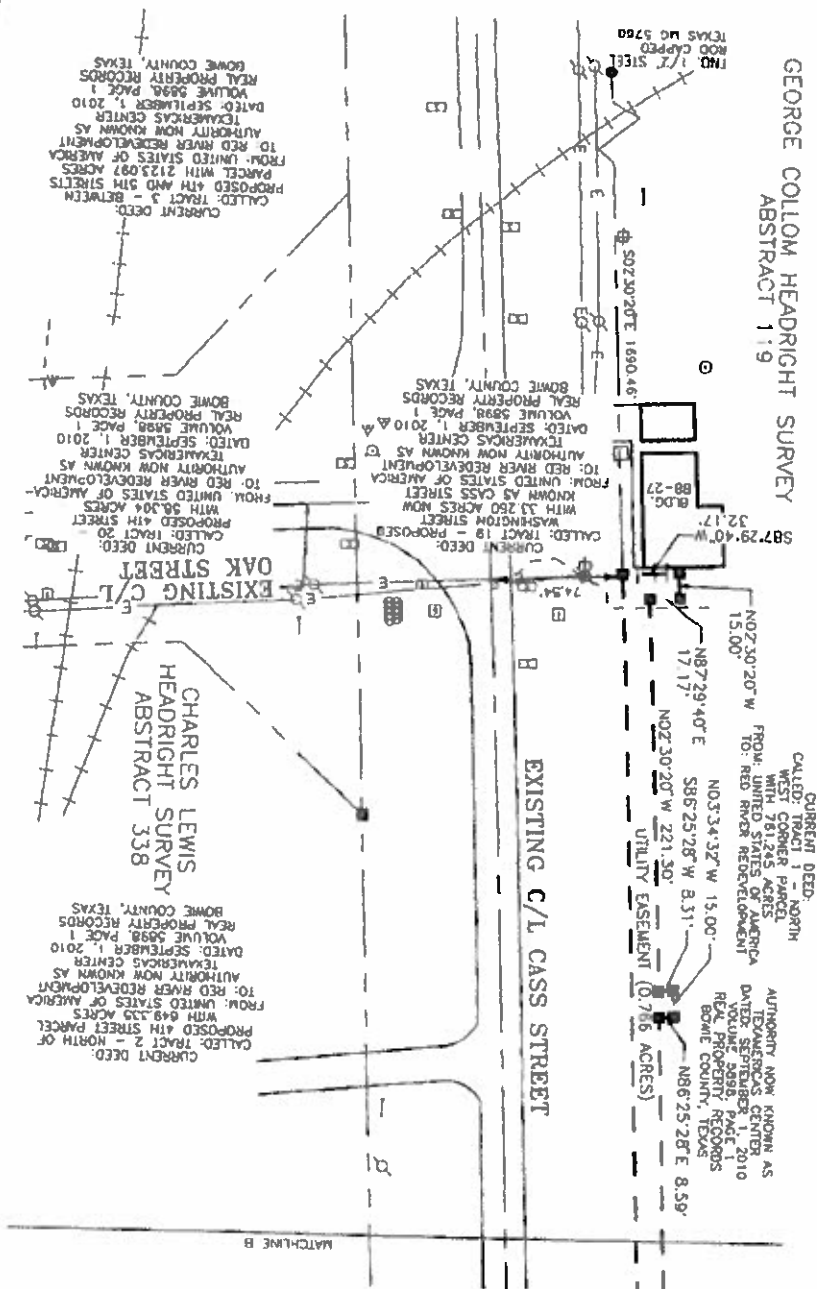 GEORGE COLLOM HEADRIGHT SURVEY
ABSTRACT 1 9
FND. 1/2" STEEL
ROD CAPPED
TEXAS MG 5760
CURRENT DEED:
CALLED: TRACT 3 - BETWEEN
PROPOSED 4TH AND 5TH STREETS
PARCEL WITH 2123.097 ACRES
FROM: UNITED STATES OF AMERICA
TO: RED RIVER REDEVELOPMENT
AUTHORITY NOW KNOWN AS
TEXAMERICAS CENTER
DATED: SEPTEMBER 1, 2010
VOLUME 5898, PAGE 1
REAL PROPERTY RECORDS
BOWIE COUNTY, TEXAS
S02°30'20"E 1690.46'
BLDG.
BB-27
S87°29'40"W
32.17'
N02°30'20"W
15.00'
N87°29'40"E
17.17'
N02°30'20"W 221.30'
S86°25'28"W 8.31'
N03°34'32"W 15.00'
N86°25'28"E 8.59'
CURRENT DEED:
CALLED: TRACT 1 - NORTH
WEST CORNER PARCEL
WITH 761.245 ACRES
FROM: UNITED STATES OF AMERICA
TO: RED RIVER REDEVELOPMENT
AUTHORITY NOW KNOWN AS
TEXAMERICAS CENTER
DATED: SEPTEMBER 1, 2010
VOLUME 5898, PAGE 1
REAL PROPERTY RECORDS
BOWIE COUNTY, TEXAS
UTILITY EASEMENT (0.766 ACRES)
74.54'
CURRENT DEED:
CALLED: TRACT 19 - PROPOSED
WASHINGTON STREET
WITH 33.260 ACRES NOW
KNOWN AS CASS STREET
FROM: UNITED STATES OF AMERICA
TO: RED RIVER REDEVELOPMENT
AUTHORITY NOW KNOWN AS
TEXAMERICAS CENTER
DATED: SEPTEMBER 1, 2010
VOLUME 5898, PAGE 1
REAL PROPERTY RECORDS
BOWIE COUNTY, TEXAS
EXISTING C/L CASS STREET
CURRENT DEED:
CALLED: TRACT 20
PROPOSED 4TH STREET
WITH 58.304 ACRES
FROM: UNITED STATES OF AMERICA
TO: RED RIVER REDEVELOPMENT
AUTHORITY NOW KNOWN AS
TEXAMERICAS CENTER
DATED: SEPTEMBER 1, 2010
VOLUME 5898, PAGE 1
REAL PROPERTY RECORDS
BOWIE COUNTY, TEXAS
EXISTING C/L
OAK STREET
CHARLES LEWIS
HEADRIGHT SURVEY
ABSTRACT 338
CURRENT DEED:
CALLED: TRACT 2 - NORTH OF
PROPOSED 4TH STREET PARCEL
WITH 649.335 ACRES
FROM: UNITED STATES OF AMERICA
TO: RED RIVER REDEVELOPMENT
AUTHORITY NOW KNOWN AS
TEXAMERICAS CENTER
DATED: SEPTEMBER 1, 2010
VOLUME 5898, PAGE 1
REAL PROPERTY RECORDS
BOWIE COUNTY, TEXAS
MATCHLINE B